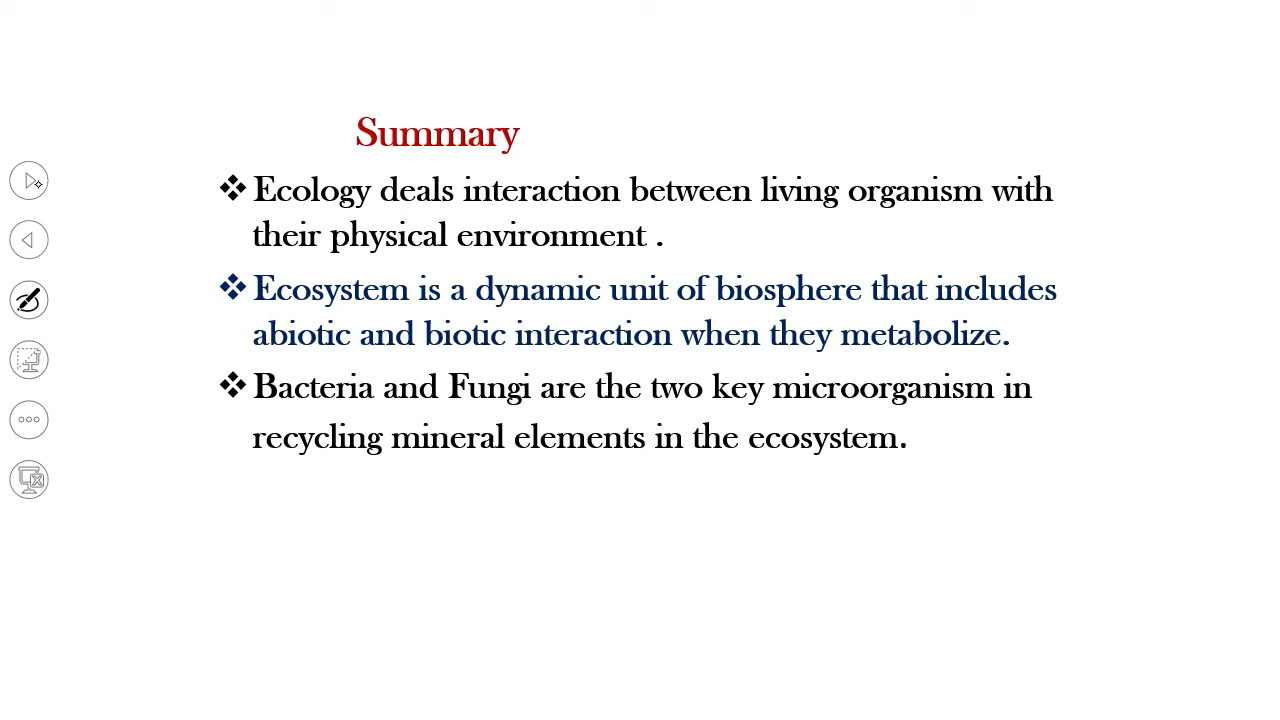 Summary
❖ Ecology deals interaction between living organism with
their physical environment .
❖ Ecosystem is a dynamic unit of biosphere that includes
abiotic and biotic interaction when they metabolize.
❖ Bacteria and Fungi are the two key microorganism in
recycling mineral elements in the ecosystem.